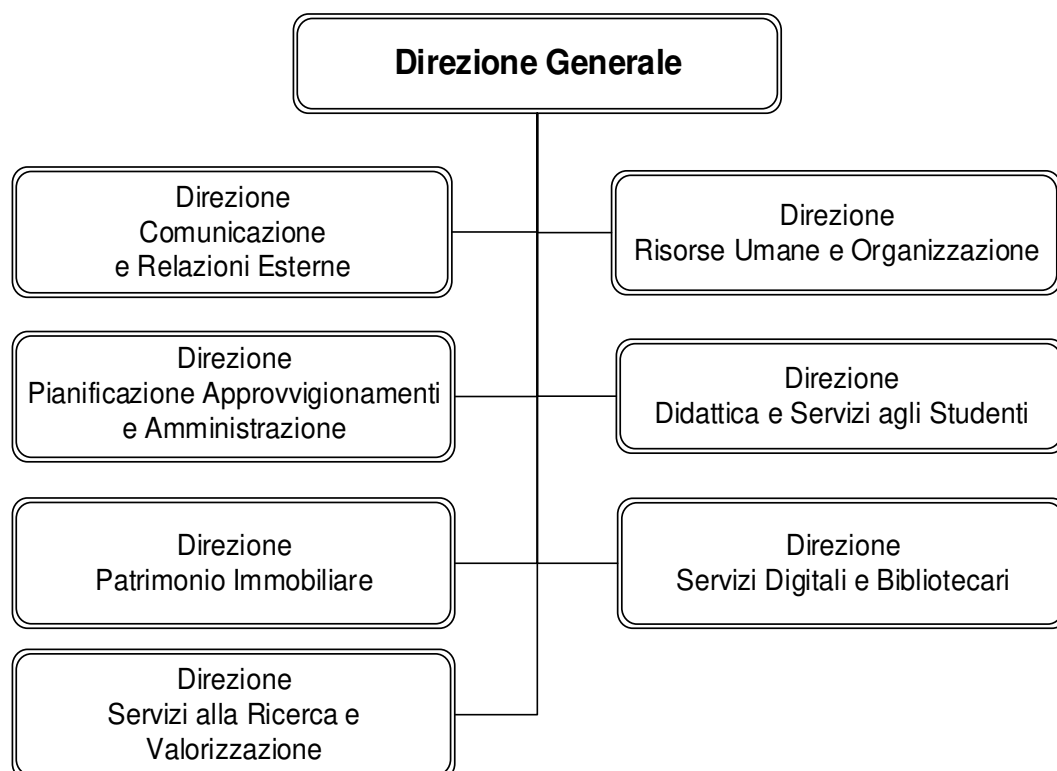 Direzione Generale
Direzione
Comunicazione
e Relazioni Esterne
Direzione
Risorse Umane e Organizzazione
Direzione
Pianificazione Approvvigionamenti
e Amministrazione
Direzione
Didattica e Servizi agli Studenti
Direzione
Patrimonio Immobiliare
Direzione
Servizi Digitali e Bibliotecari
Direzione
Servizi alla Ricerca e
Valorizzazione